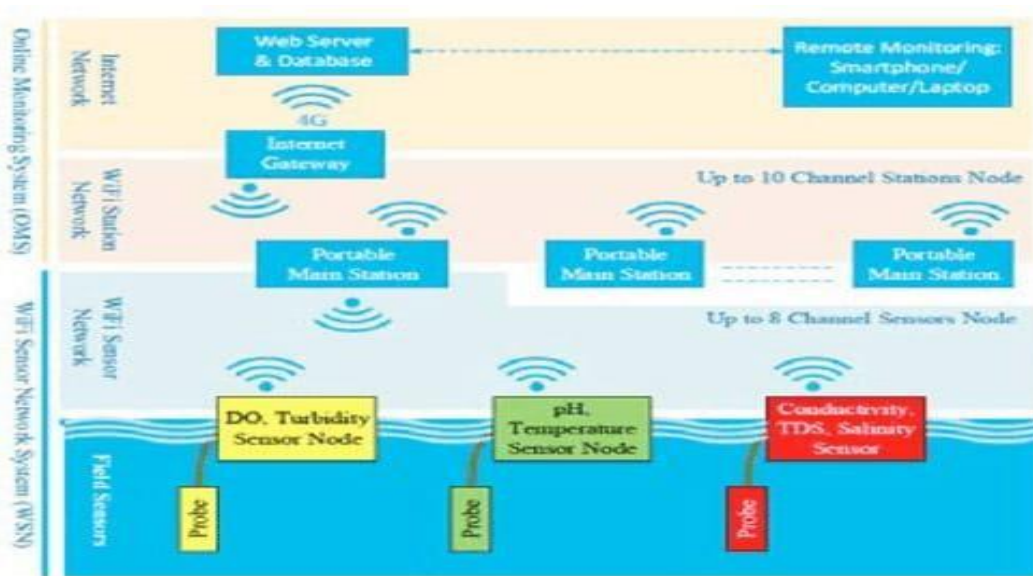 Online Monitoring System (OMS)
Internet
Network
Web Server
& Database
Remote Monitoring:
Smartphone/
Computer/Laptop
4G
Internet
Gateway
WiFi Station
Network
Up to 10 Channel Stations Node
Portable
Main Station
Portable
Main Station
Portable
Main Station
WiFi Sensor Network System (WSN)
WiFi Sensor
Network
Up to 8 Channel Sensors Node
DO, Turbidity
Sensor Node
pH,
Temperature
Sensor Node
Conductivity,
TDS, Salinity
Sensor
Field Sensors
Probe
Probe
Probe